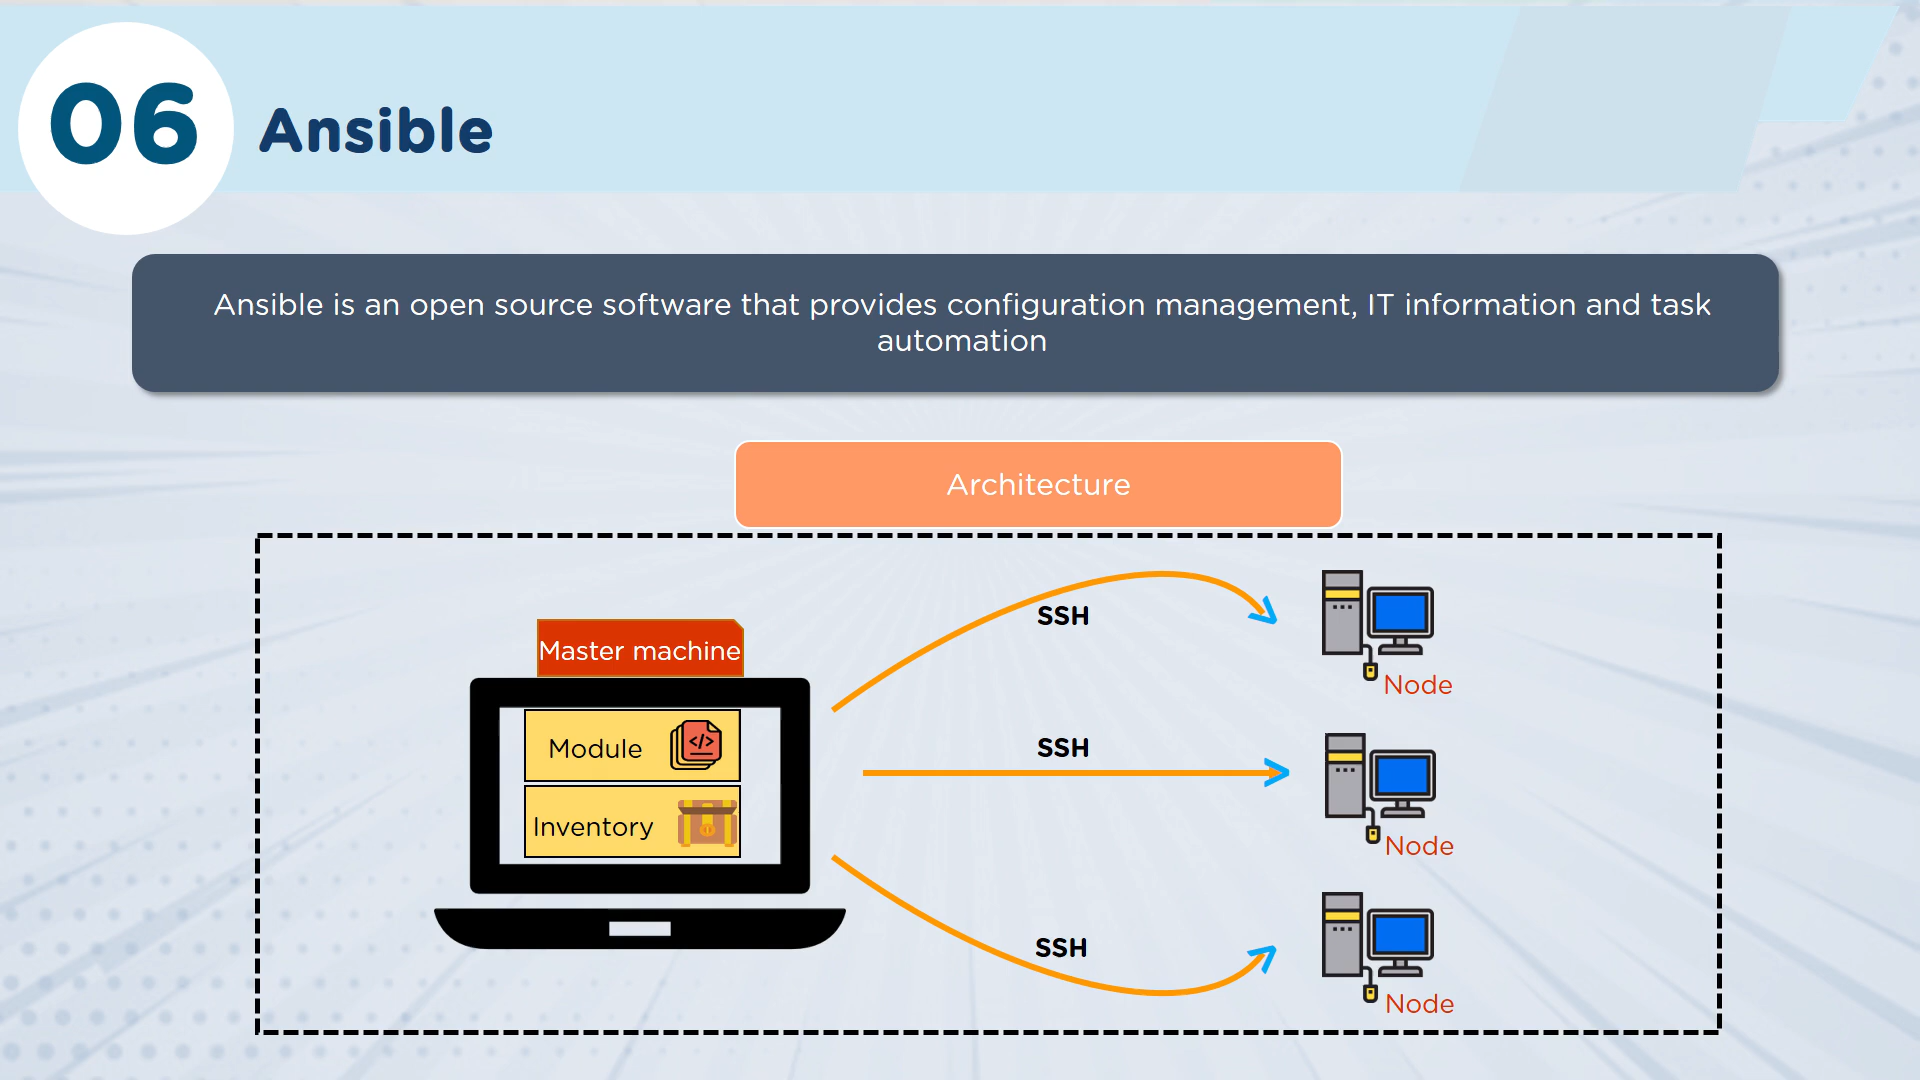 06
Ansible
Ansible is an open source software that provides configuration management, IT information and task
automation
Architecture
Master machine
Module
Inventory
SSH
SSH
SSH
Node
Node
Node